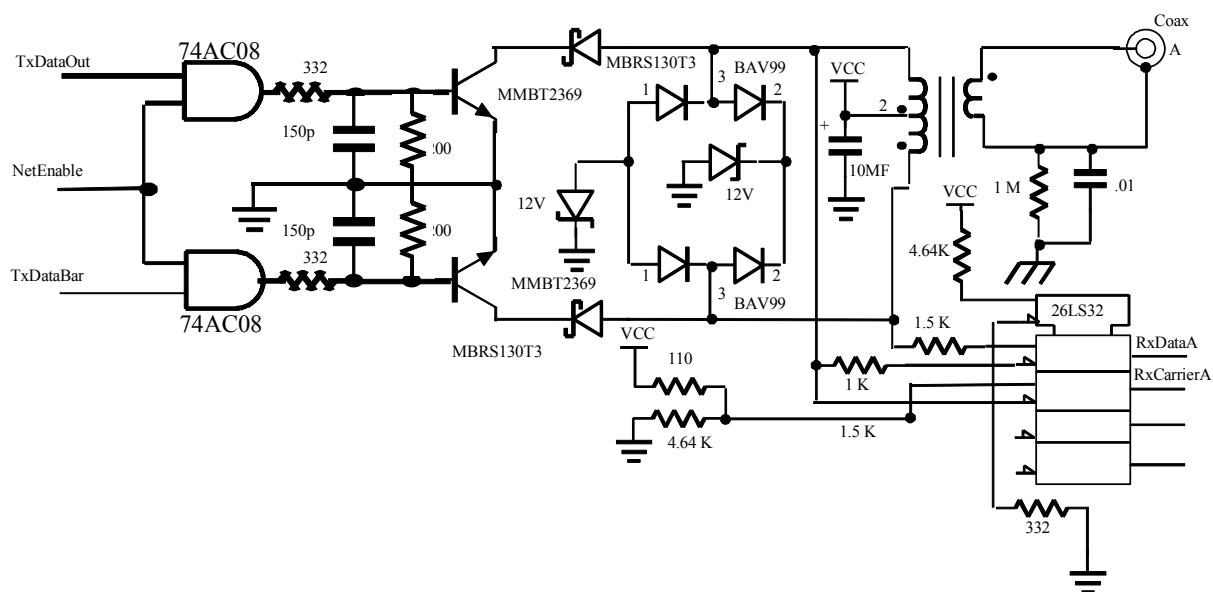 Coax
A
74AC08
TxDataOut
332
MBRS130T3
VCC
BAV99
MMBT2369
1
3
2
2
150p
+
NetEnable
12V
12V
10MF
1 M
.01
VCC
150p
4.64K
TxDataBar
332
1
2
3
MMBT2369
BAV99
26LS32
74AC08
MBRS130T3
VCC
1.5 K
RxDataA
110
1 K
RxCarrierA
4.64 K
1.5 K
332